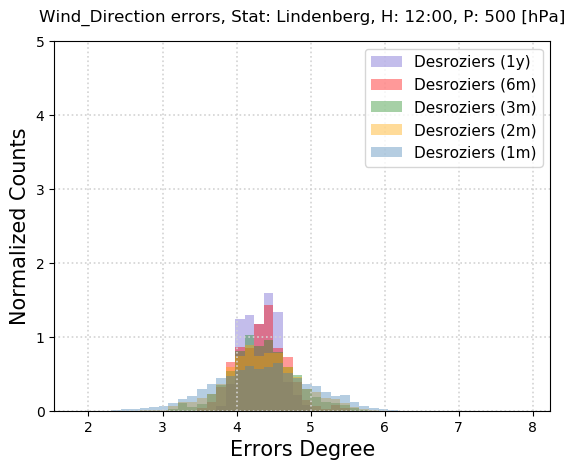 Wind_Direction errors, Stat: Lindenberg, H: 12:00, P: 500 [hPa]
Normalized Counts
5
4
3
2
1
0
Desroziers (1y)
Desroziers (6m)
Desroziers (3m)
Desroziers (2m)
Desroziers (1m)
2 3 4 5 6 7 8
Errors Degree